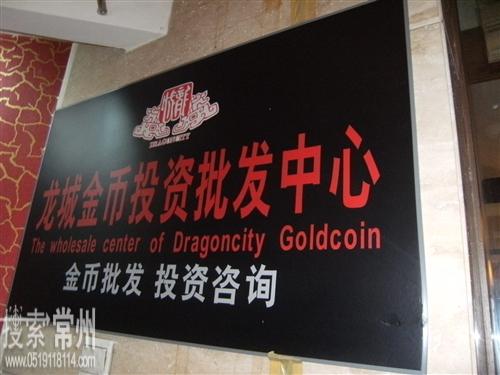 DRAGONCITY
龙城金币投资批发中心
The wholesale center of Dragoncity Goldcoin
金币批发 投资咨询
搜索常州
www.0519118114.com